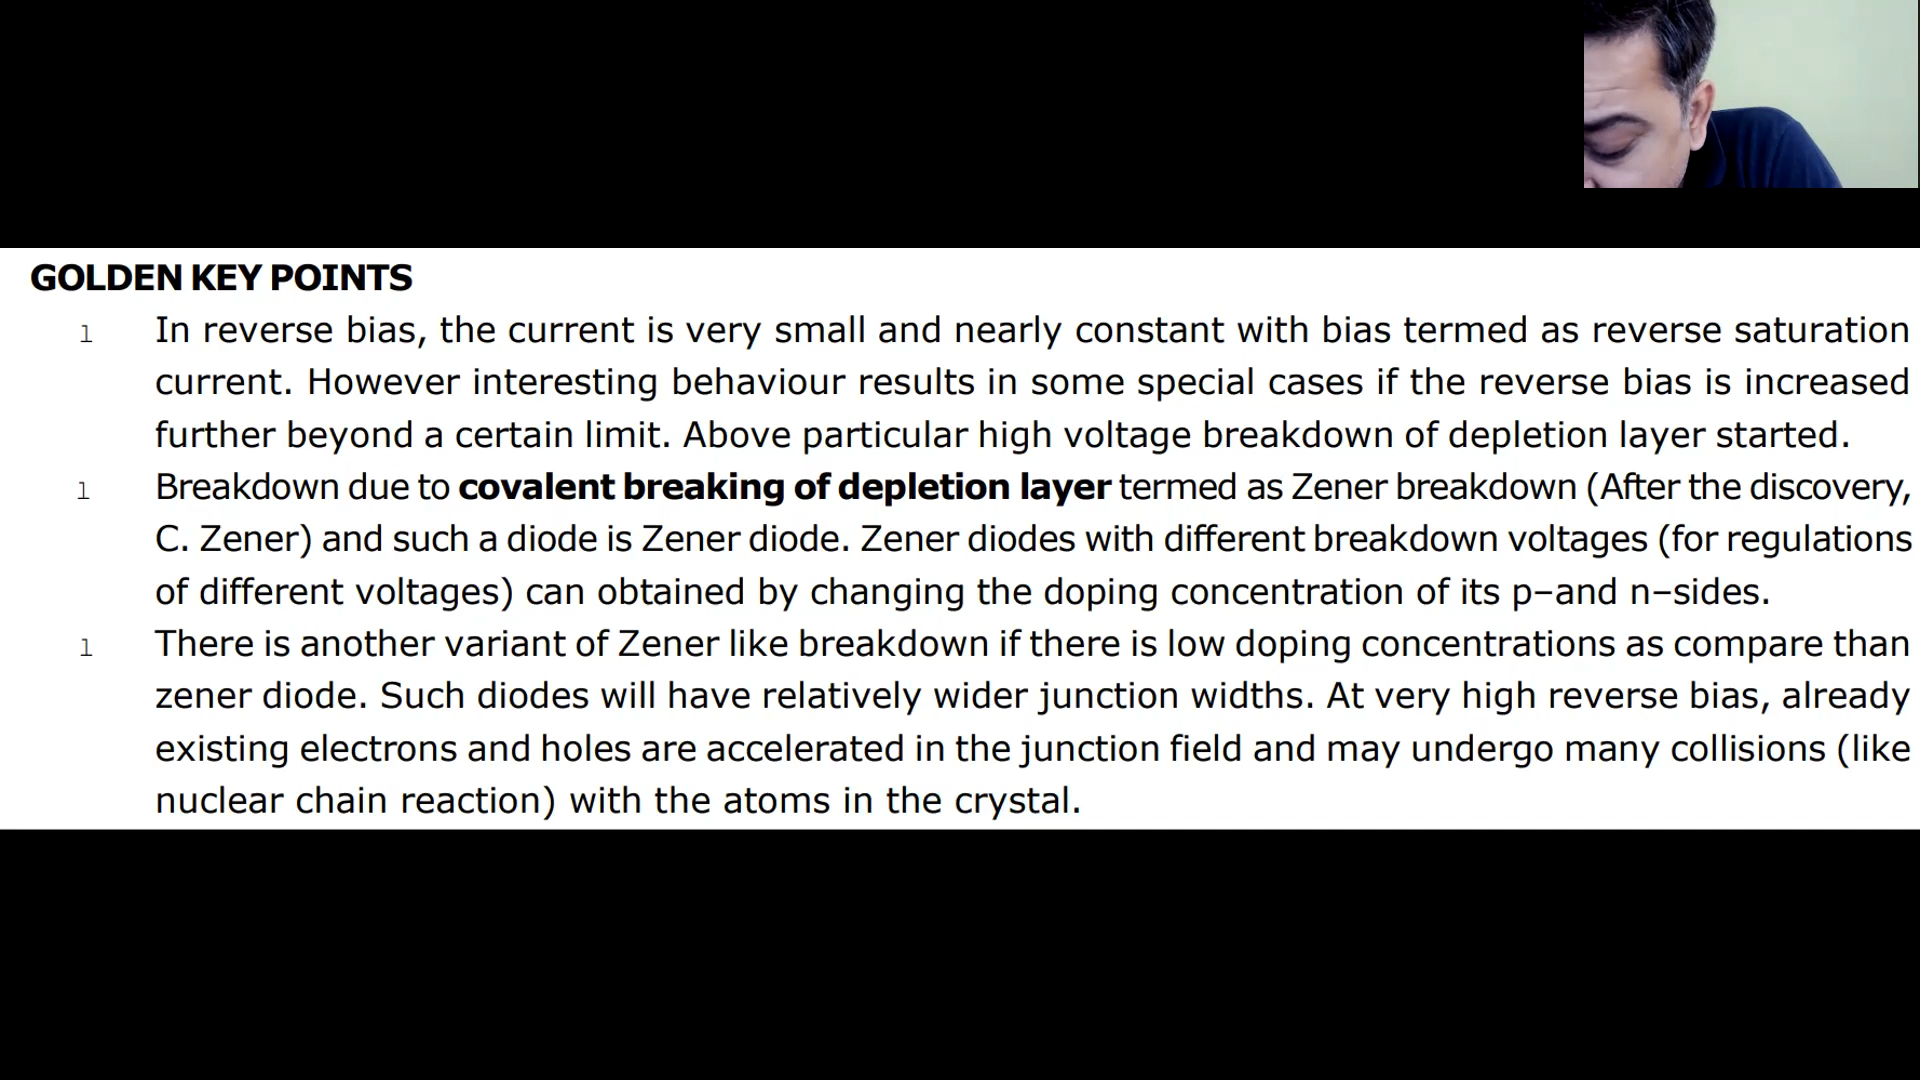 GOLDEN KEY POINTS
l In reverse bias, the current is very small and nearly constant with bias termed as reverse saturation
current. However interesting behaviour results in some special cases if the reverse bias is increased
further beyond a certain limit. Above particular high voltage breakdown of depletion layer started.
l Breakdown due to covalent breaking of depletion layer termed as Zener breakdown (After the discovery,
C. Zener) and such a diode is Zener diode. Zener diodes with different breakdown voltages (for regulations
of different voltages) can obtained by changing the doping concentration of its p–and n–sides.
l There is another variant of Zener like breakdown if there is low doping concentrations as compare than
zener diode. Such diodes will have relatively wider junction widths. At very high reverse bias, already
existing electrons and holes are accelerated in the junction field and may undergo many collisions (like
nuclear chain reaction) with the atoms in the crystal.